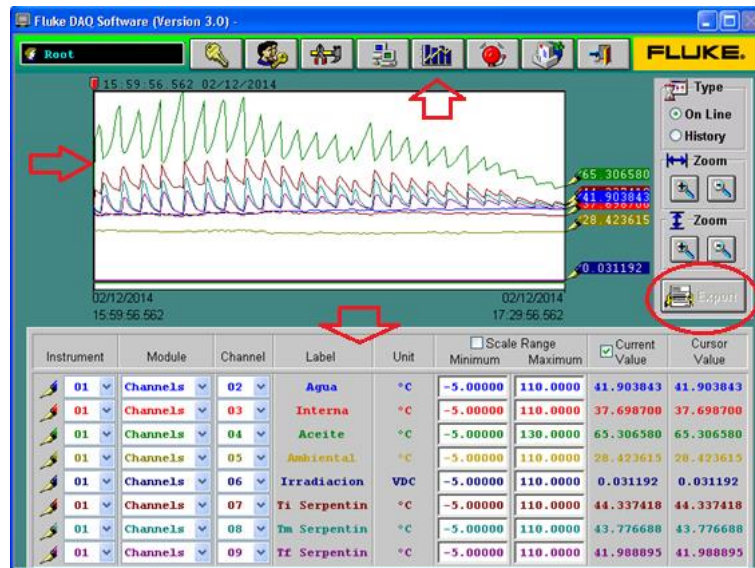 Fluke DAQ Software (Version 3.0) -
Root
FLUKE.
15:59:56.562 02/12/2014
Type
On Line
History
Zoom
Zoom
Export
65.306580
41.903843
28.423615
0.031192
02/12/2014
15:59:56.562
02/12/2014
17:29:56.562
Instrument Module Channel Label Unit Scale Range Minimum Maximum Current Value Cursor Value
01 Channels 02 Agua °C -5.00000 110.0000 41.903843 41.903843
01 Channels 03 Interna °C -5.00000 110.0000 37.698700 37.698700
01 Channels 04 Aceite °C -5.00000 130.0000 65.306580 65.306580
01 Channels 05 Ambiental °C -5.00000 110.0000 28.423615 28.423615
01 Channels 06 Irradiacion VDC -5.00000 110.0000 0.031192 0.031192
01 Channels 07 Ti Serpentin °C -5.00000 110.0000 44.337418 44.337418
01 Channels 08 Tm Serpentin °C -5.00000 110.0000 43.776688 43.776688
01 Channels 09 Tf Serpentin °C -5.00000 110.0000 41.988895 41.988895